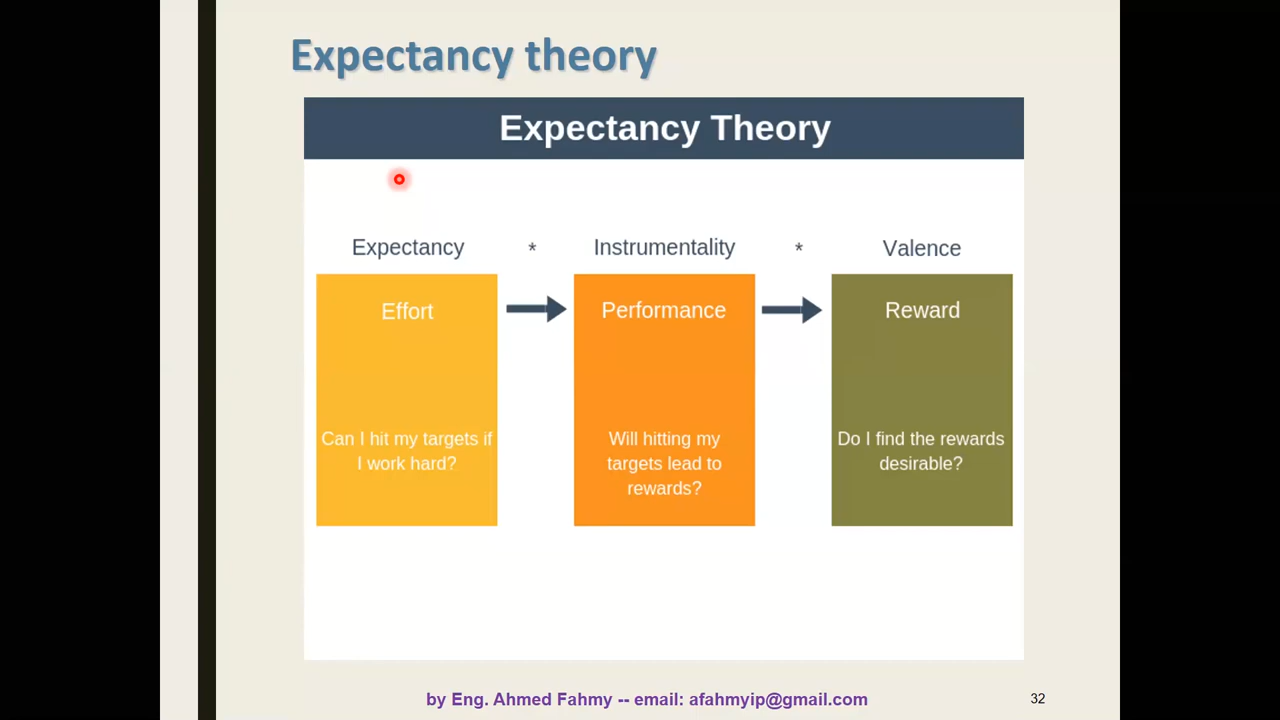 Expectancy theory
Expectancy Theory
Expectancy * Instrumentality * Valence
Effort
Can I hit my targets if
I work hard?
Performance
Will hitting my
targets lead to
rewards?
Reward
Do I find the rewards
desirable?
by Eng. Ahmed Fahmy -- email: afahmyip@gmail.com
32